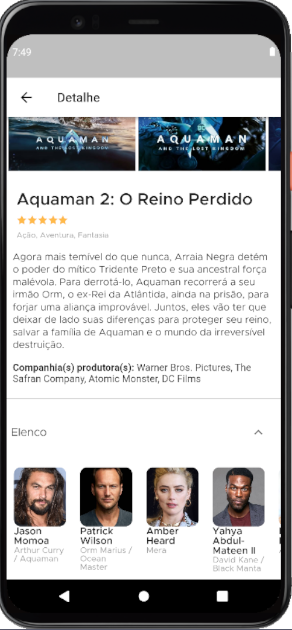 7:49
Detalhe
AQUAMAN
AND THE LOST KINGDOM
AQUAMAN
AND THE LOST KINGDOM
Aquaman 2: O Reino Perdido
Ação, Aventura, Fantasia
Agora mais temível do que nunca, Arraia Negra detém
o poder do mítico Tridente Preto e sua ancestral força
malévola. Para derrotá-lo, Aquaman recorrerá a seu
irmão Orm, o ex-Rei da Atlântida, ainda na prisão, para
forjar uma aliança improvável. Juntos, eles vão ter que
deixar de lado suas diferenças para proteger seu reino,
salvar a família de Aquaman e o mundo da irreversível
destruição.
Companhia(s) produtora(s): Warner Bros. Pictures, The
Safran Company, Atomic Monster, DC Films
Elenco
Jason
Momoa
Arthur Curry
/ Aquaman
Patrick
Wilson
Orm Marius /
Ocean
Master
Amber
Heard
Mera
Yahya
Abdul-
Mateen II
David Kane /
Black Manta